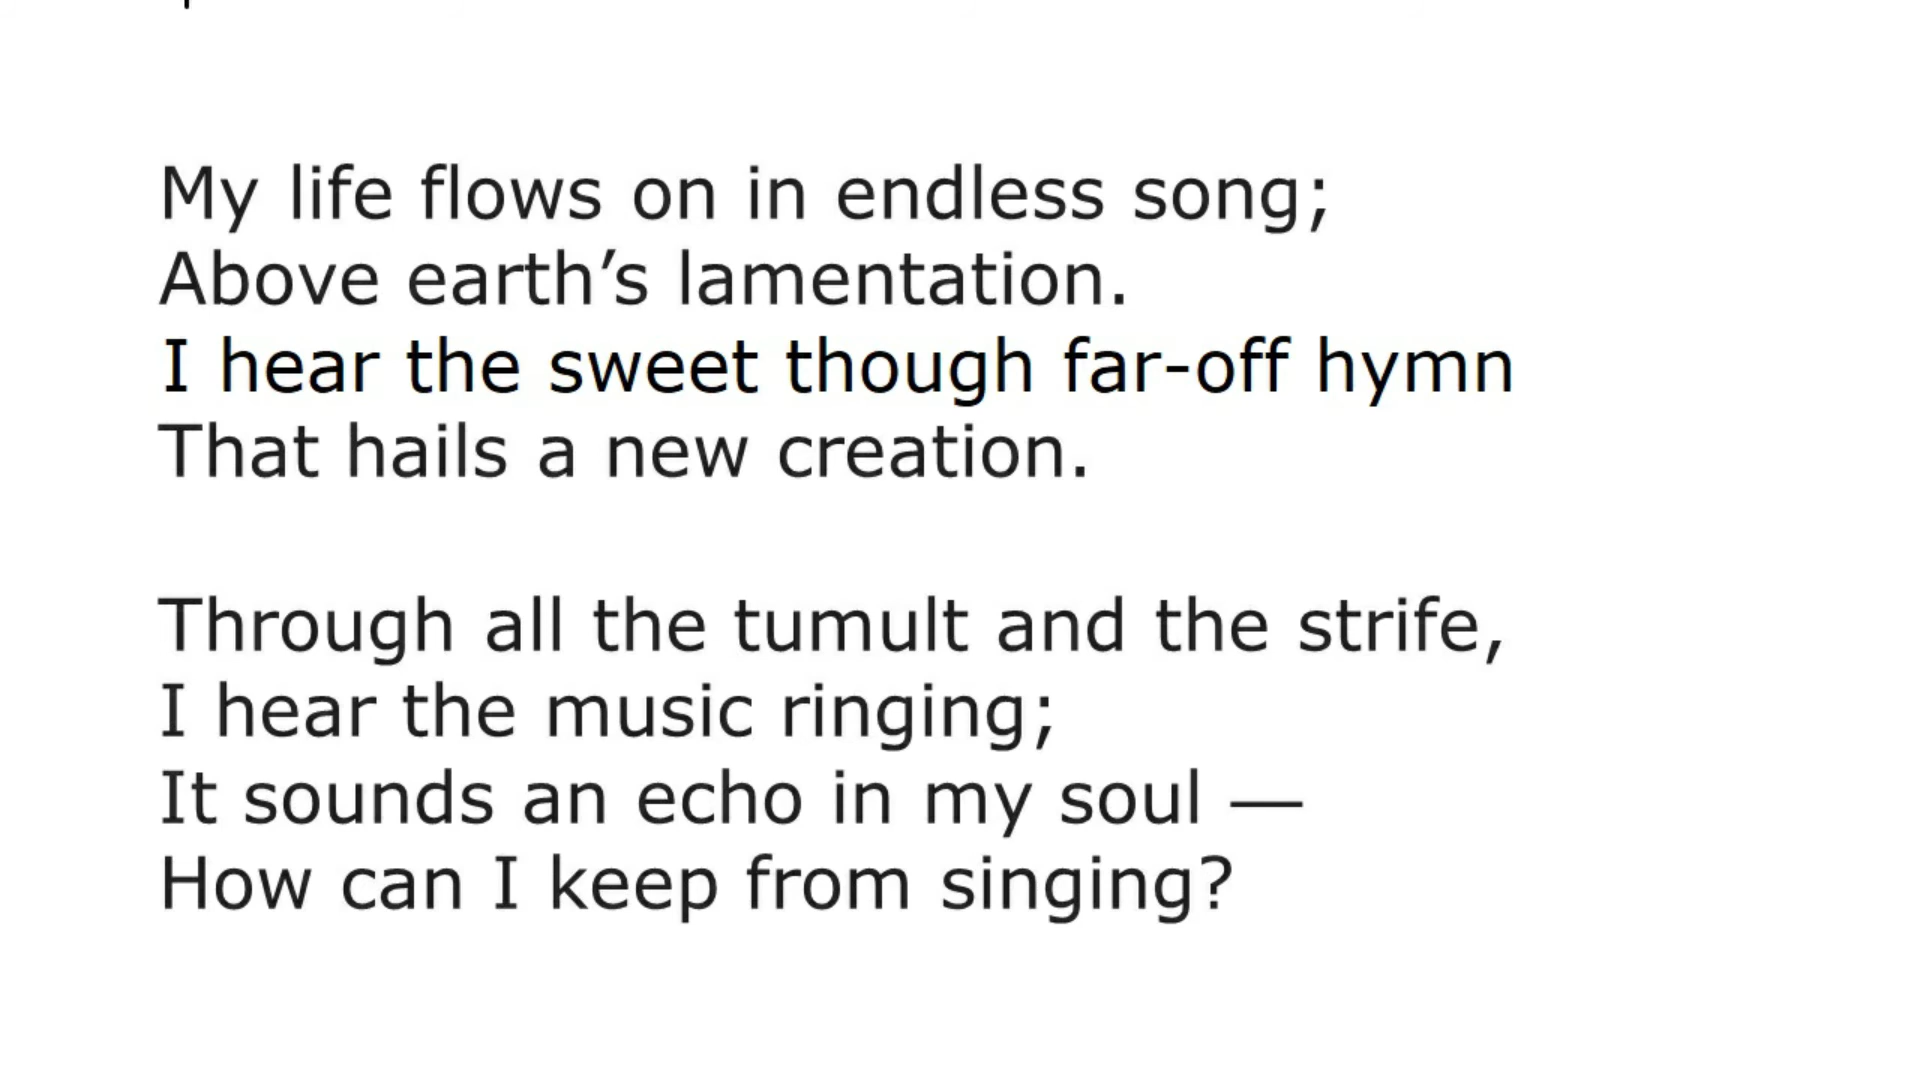 My life flows on in endless song;
Above earth’s lamentation.
I hear the sweet though far-off hymn
That hails a new creation.
Through all the tumult and the strife,
I hear the music ringing;
It sounds an echo in my soul —
How can I keep from singing?